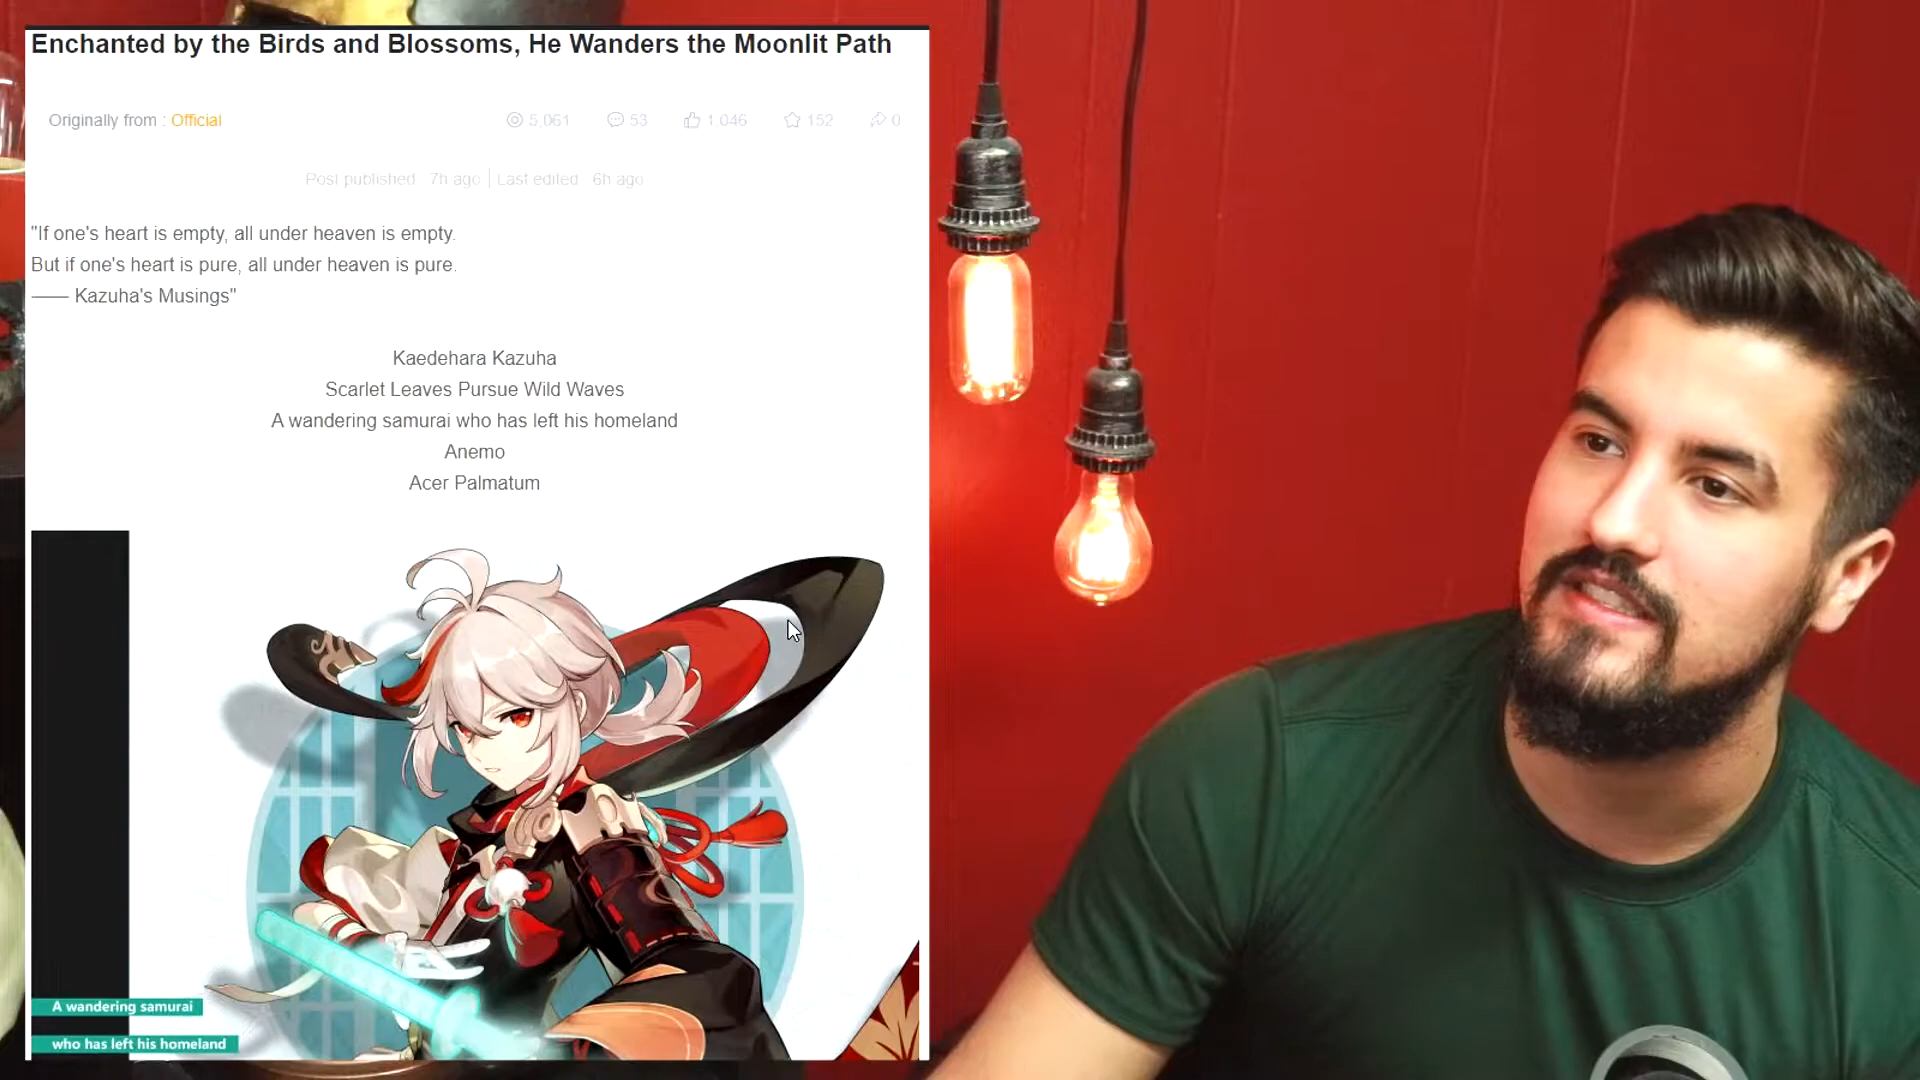 Enchanted by the Birds and Blossoms, He Wanders the Moonlit Path
Originally from : Official
5,061 53 1,046 152 0
Post published 7h ago | Last edited 6h ago
"If one's heart is empty, all under heaven is empty.
But if one's heart is pure, all under heaven is pure.
—— Kazuha's Musings"
Kaedehara Kazuha
Scarlet Leaves Pursue Wild Waves
A wandering samurai who has left his homeland
Anemo
Acer Palmatum
A wandering samurai
who has left his homeland